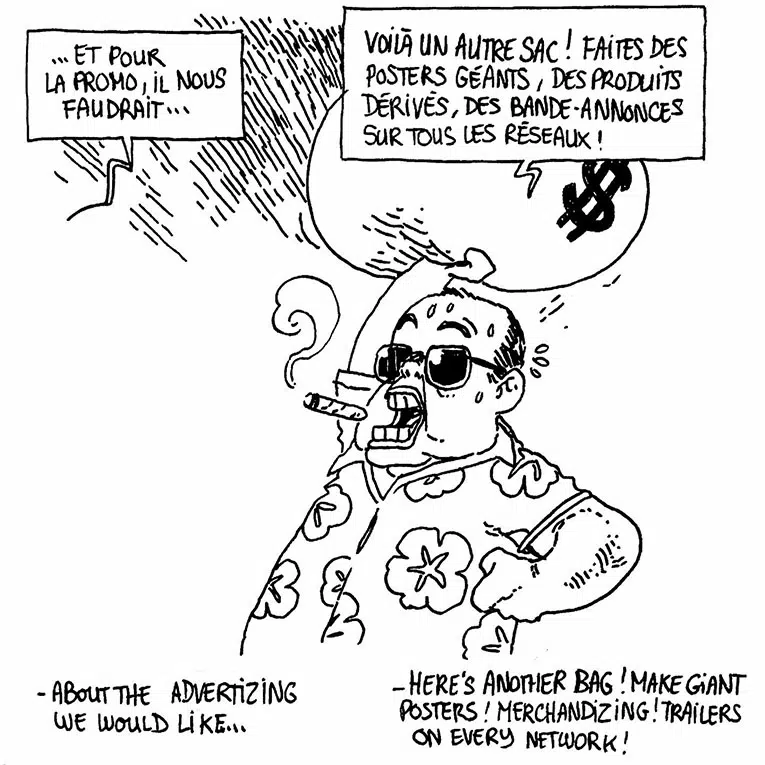 ...ET POUR
LA PROMO, IL NOUS
FAUDRAIT...
VOILÀ UN AUTRE SAC! FAITES DES
POSTERS GÉANTS, DES PRODUITS
DÉRIVÉS, DES BANDE-ANNONCES
SUR TOUS LES RÉSEAUX!
$
- ABOUT THE ADVERTIZING
WE WOULD LIKE...
- HERE'S ANOTHER BAG! MAKE GIANT
POSTERS! MERCHANDIZING! TRAILERS
ON EVERY NETWORK!